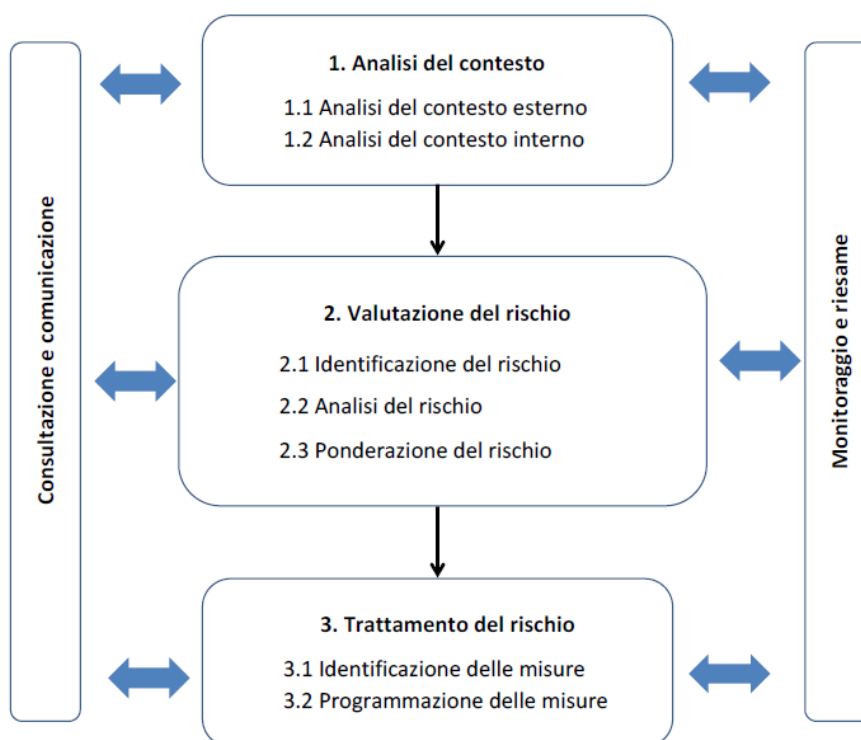 Consultazione e comunicazione
1. Analisi del contesto
1.1 Analisi del contesto esterno
1.2 Analisi del contesto interno
2. Valutazione del rischio
2.1 Identificazione del rischio
2.2 Analisi del rischio
2.3 Ponderazione del rischio
3. Trattamento del rischio
3.1 Identificazione delle misure
3.2 Programmazione delle misure
Monitoraggio e riesame